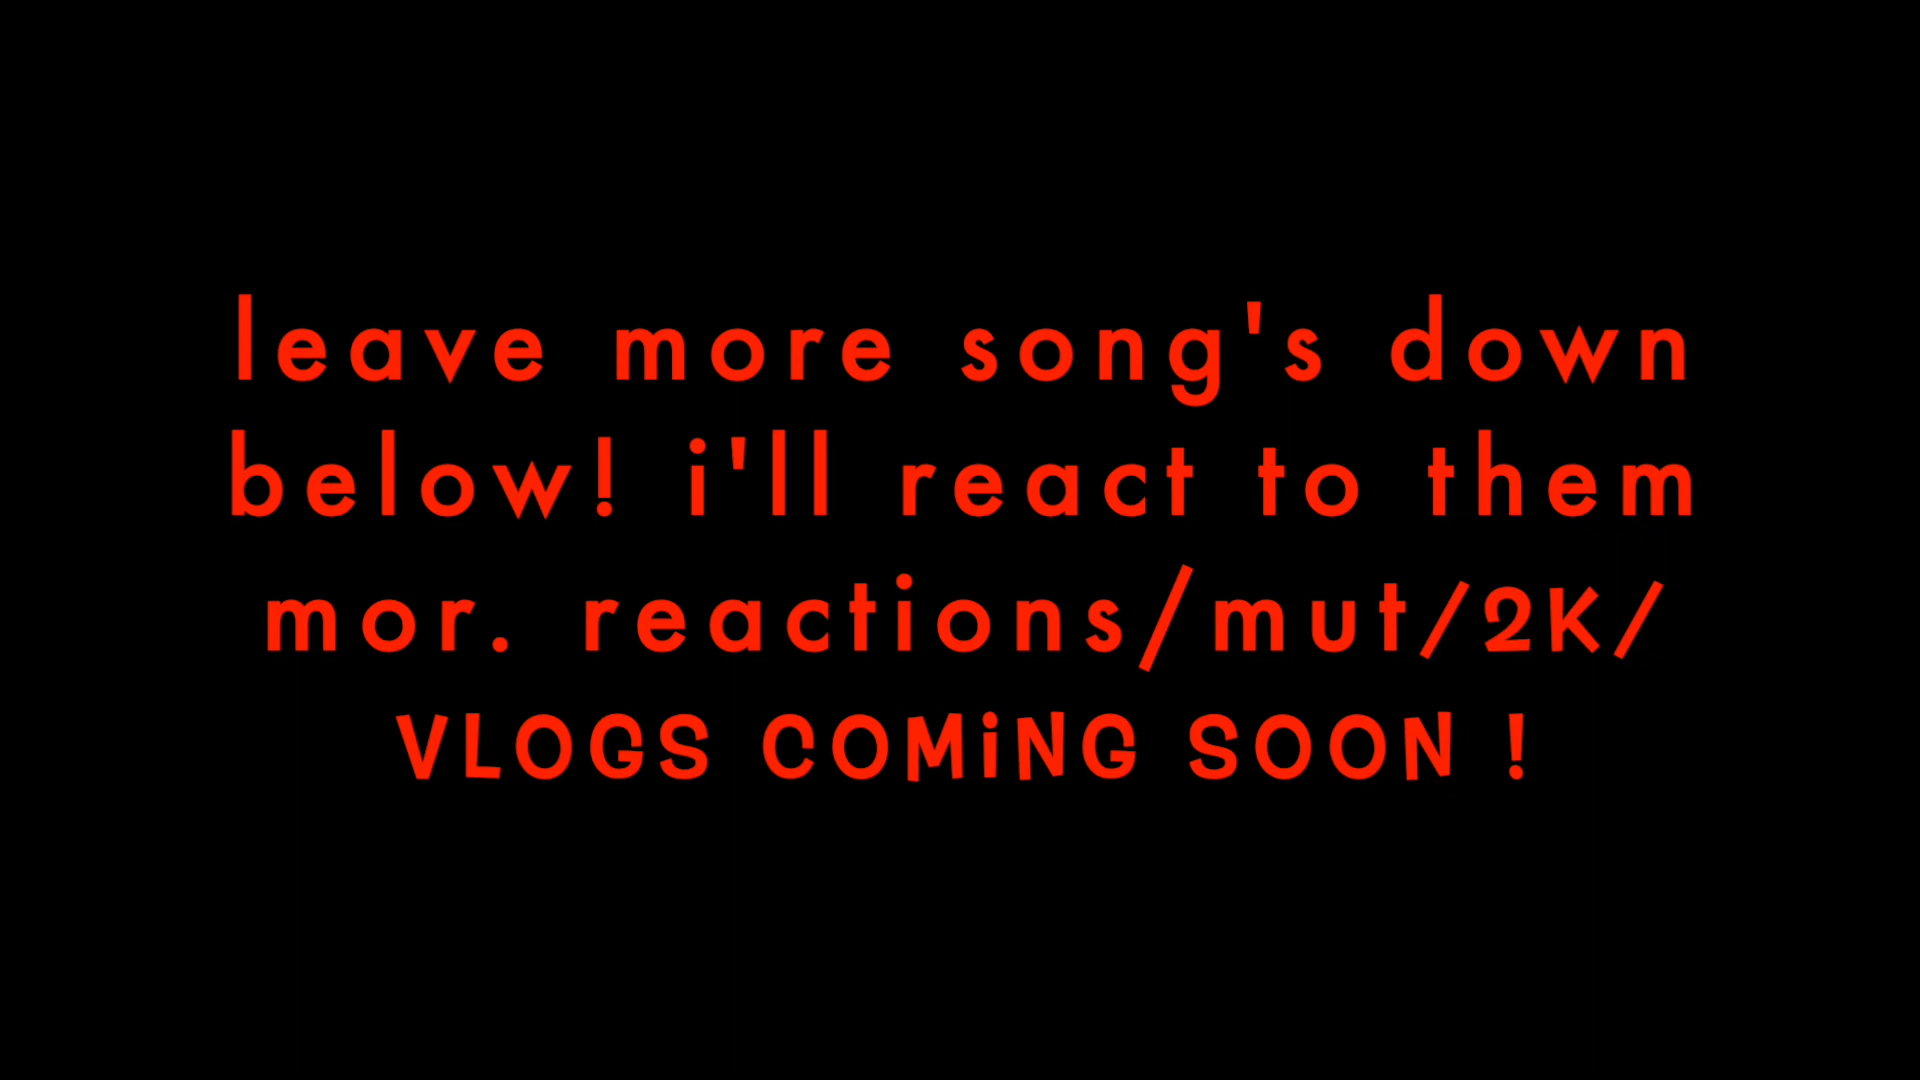 leave more song's down
below! i'll react to them
mor. reactions/mut/2K/
VLOGS COMiNG SOON !